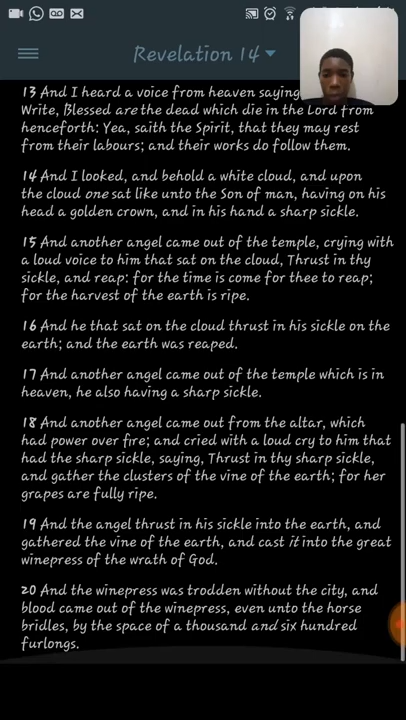 Revelation 14
13 And I heard a voice from heaven saying
Write, Blessed are the dead which die in the Lord from
henceforth: Yea, saith the Spirit, that they may rest
from their labours; and their works do follow them.
14 And I looked, and behold a white cloud, and upon
the cloud one sat like unto the Son of man, having on his
head a golden crown, and in his hand a sharp sickle.
15 And another angel came out of the temple, crying with
a loud voice to him that sat on the cloud, Thrust in thy
sickle, and reap: for the time is come for thee to reap;
for the harvest of the earth is ripe.
16 And he that sat on the cloud thrust in his sickle on the
earth; and the earth was reaped.
17 And another angel came out of the temple which is in
heaven, he also having a sharp sickle.
18 And another angel came out from the altar, which
had power over fire; and cried with a loud cry to him that
had the sharp sickle, saying, Thrust in thy sharp sickle,
and gather the clusters of the vine of the earth; for her
grapes are fully ripe.
19 And the angel thrust in his sickle into the earth, and
gathered the vine of the earth, and cast it into the great
winepress of the wrath of God.
20 And the winepress was trodden without the city, and
blood came out of the winepress, even unto the horse
bridles, by the space of a thousand and six hundred
furlongs.